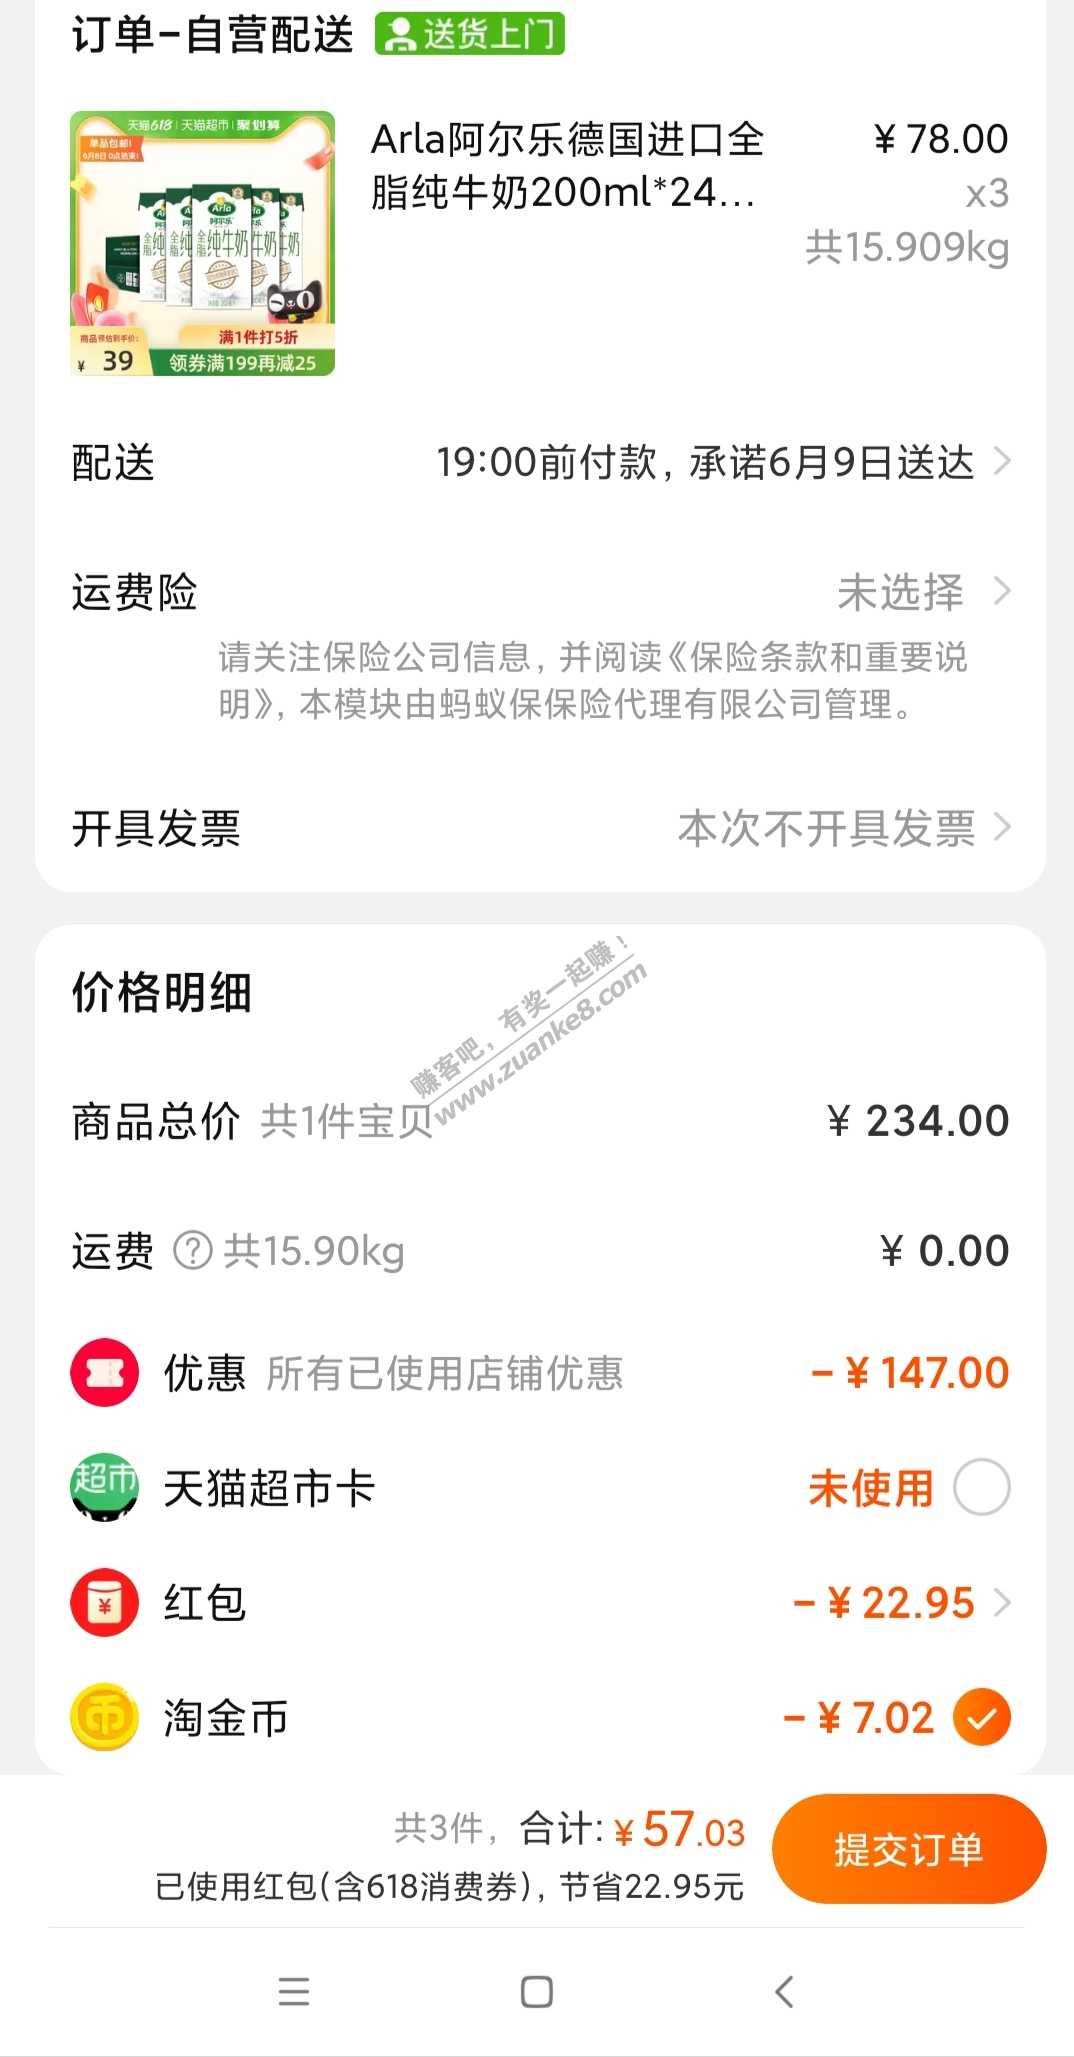 订单-自营配送 送货上门
天猫618 | 天猫超市 | 聚划算
单品包邮!
6月8日 0点结束!
Arla
阿尔乐
全脂纯牛奶
商品预估到手价:
¥ 39
满1件打5折
领券满199再减25
Arla阿尔乐德国进口全 ¥ 78.00
脂纯牛奶200ml*24... x3
共15.909kg
配送 19:00前付款, 承诺6月9日送达
运费险 未选择
请关注保险公司信息, 并阅读《保险条款和重要说
明》, 本模块由蚂蚁保保险代理有限公司管理。
开具发票 本次不开具发票
价格明细
赚客吧, 有奖一起赚!
www.zuanke8.com
商品总价 共1件宝贝 ¥ 234.00
运费 ? 共15.90kg ¥ 0.00
优惠 所有已使用店铺优惠 - ¥ 147.00
超市 天猫超市卡 未使用
¥ 红包 - ¥ 22.95
币 淘金币 - ¥ 7.02
共3件, 合计: ¥ 57.03
已使用红包(含618消费券), 节省22.95元
提交订单